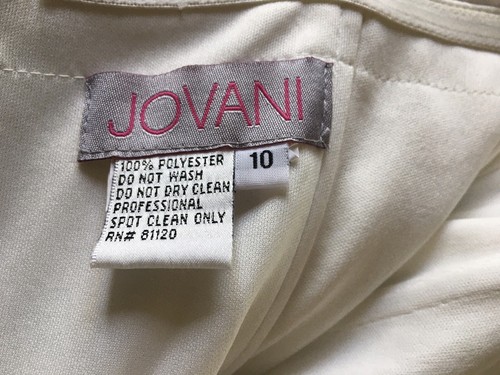 JOVANI
10
100% POLYESTER
DO NOT WASH
DO NOT DRY CLEAN
PROFESSIONAL
SPOT CLEAN ONLY
RN# 81120